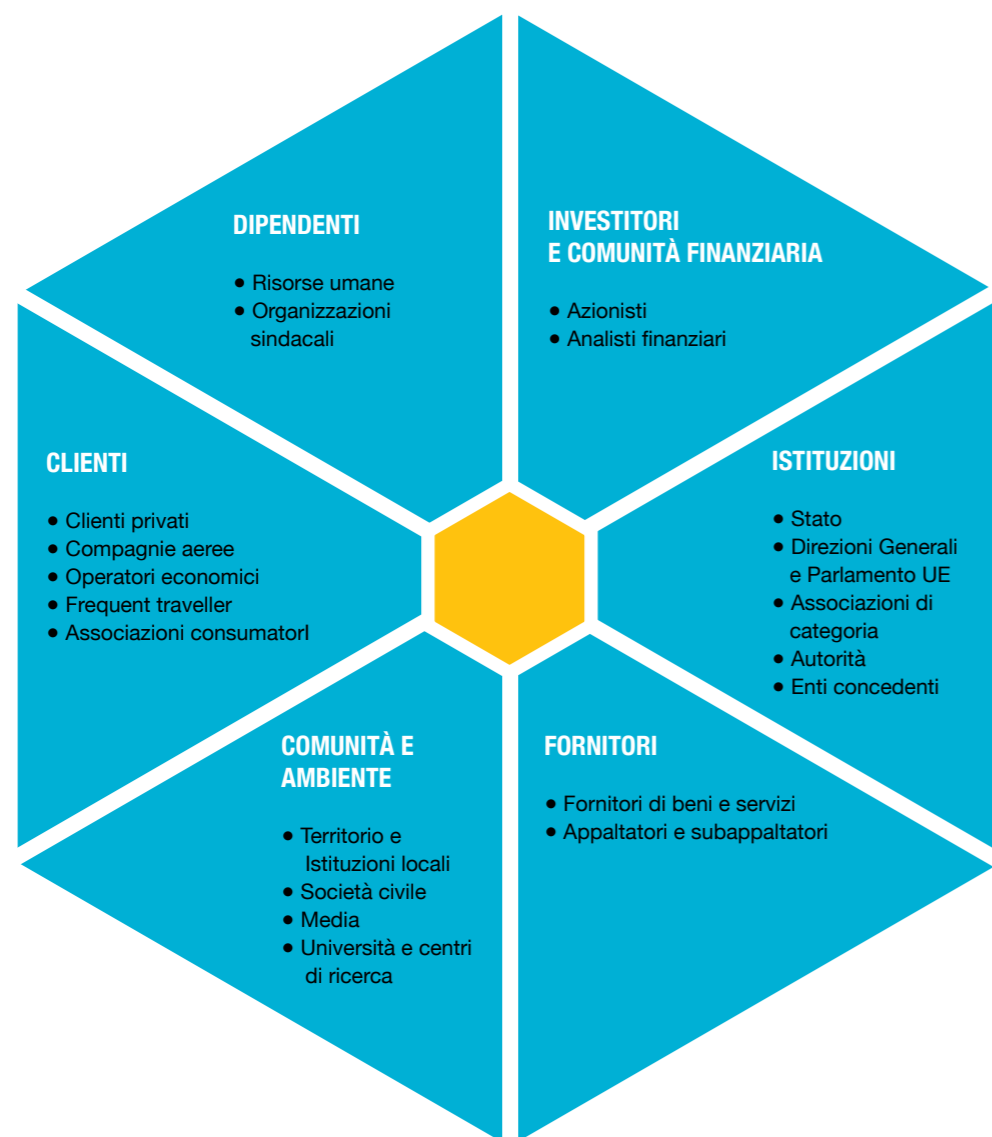 DIPENDENTI
• Risorse umane
• Organizzazioni
sindacali
INVESTITORI
E COMUNITÀ FINANZIARIA
• Azionisti
• Analisti finanziari
CLIENTI
• Clienti privati
• Compagnie aeree
• Operatori economici
• Frequent traveller
• Associazioni consumatorI
ISTITUZIONI
• Stato
• Direzioni Generali
e Parlamento UE
• Associazioni di
categoria
• Autorità
• Enti concedenti
COMUNITÀ E
AMBIENTE
• Territorio e
Istituzioni locali
• Società civile
• Media
• Università e centri
di ricerca
FORNITORI
• Fornitori di beni e servizi
• Appaltatori e subappaltatori